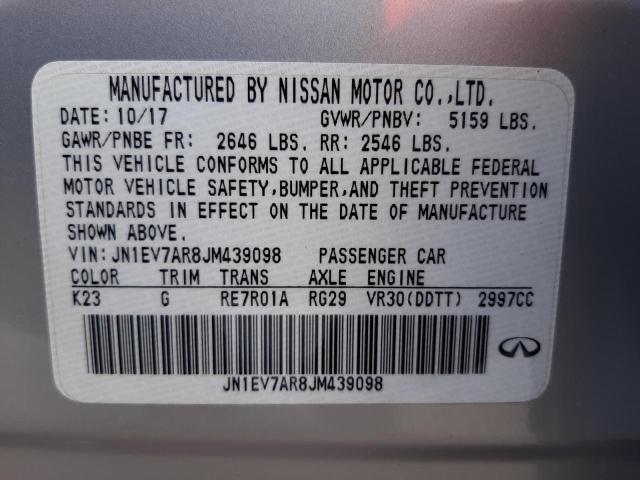 MANUFACTURED BY NISSAN MOTOR CO.,LTD.
DATE: 10/17 GVWR/PNBV: 5159 LBS.
GAWR/PNBE FR: 2646 LBS. RR: 2546 LBS.
THIS VEHICLE CONFORMS TO ALL APPLICABLE FEDERAL
MOTOR VEHICLE SAFETY,BUMPER,AND THEFT PREVENTION
STANDARDS IN EFFECT ON THE DATE OF MANUFACTURE
SHOWN ABOVE.
VIN:JN1EV7AR8JM439098 PASSENGER CAR
COLOR TRIM TRANS AXLE ENGINE
K23 G RE7R01A RG29 VR30(DDTT) 2997CC
JN1EV7AR8JM439098